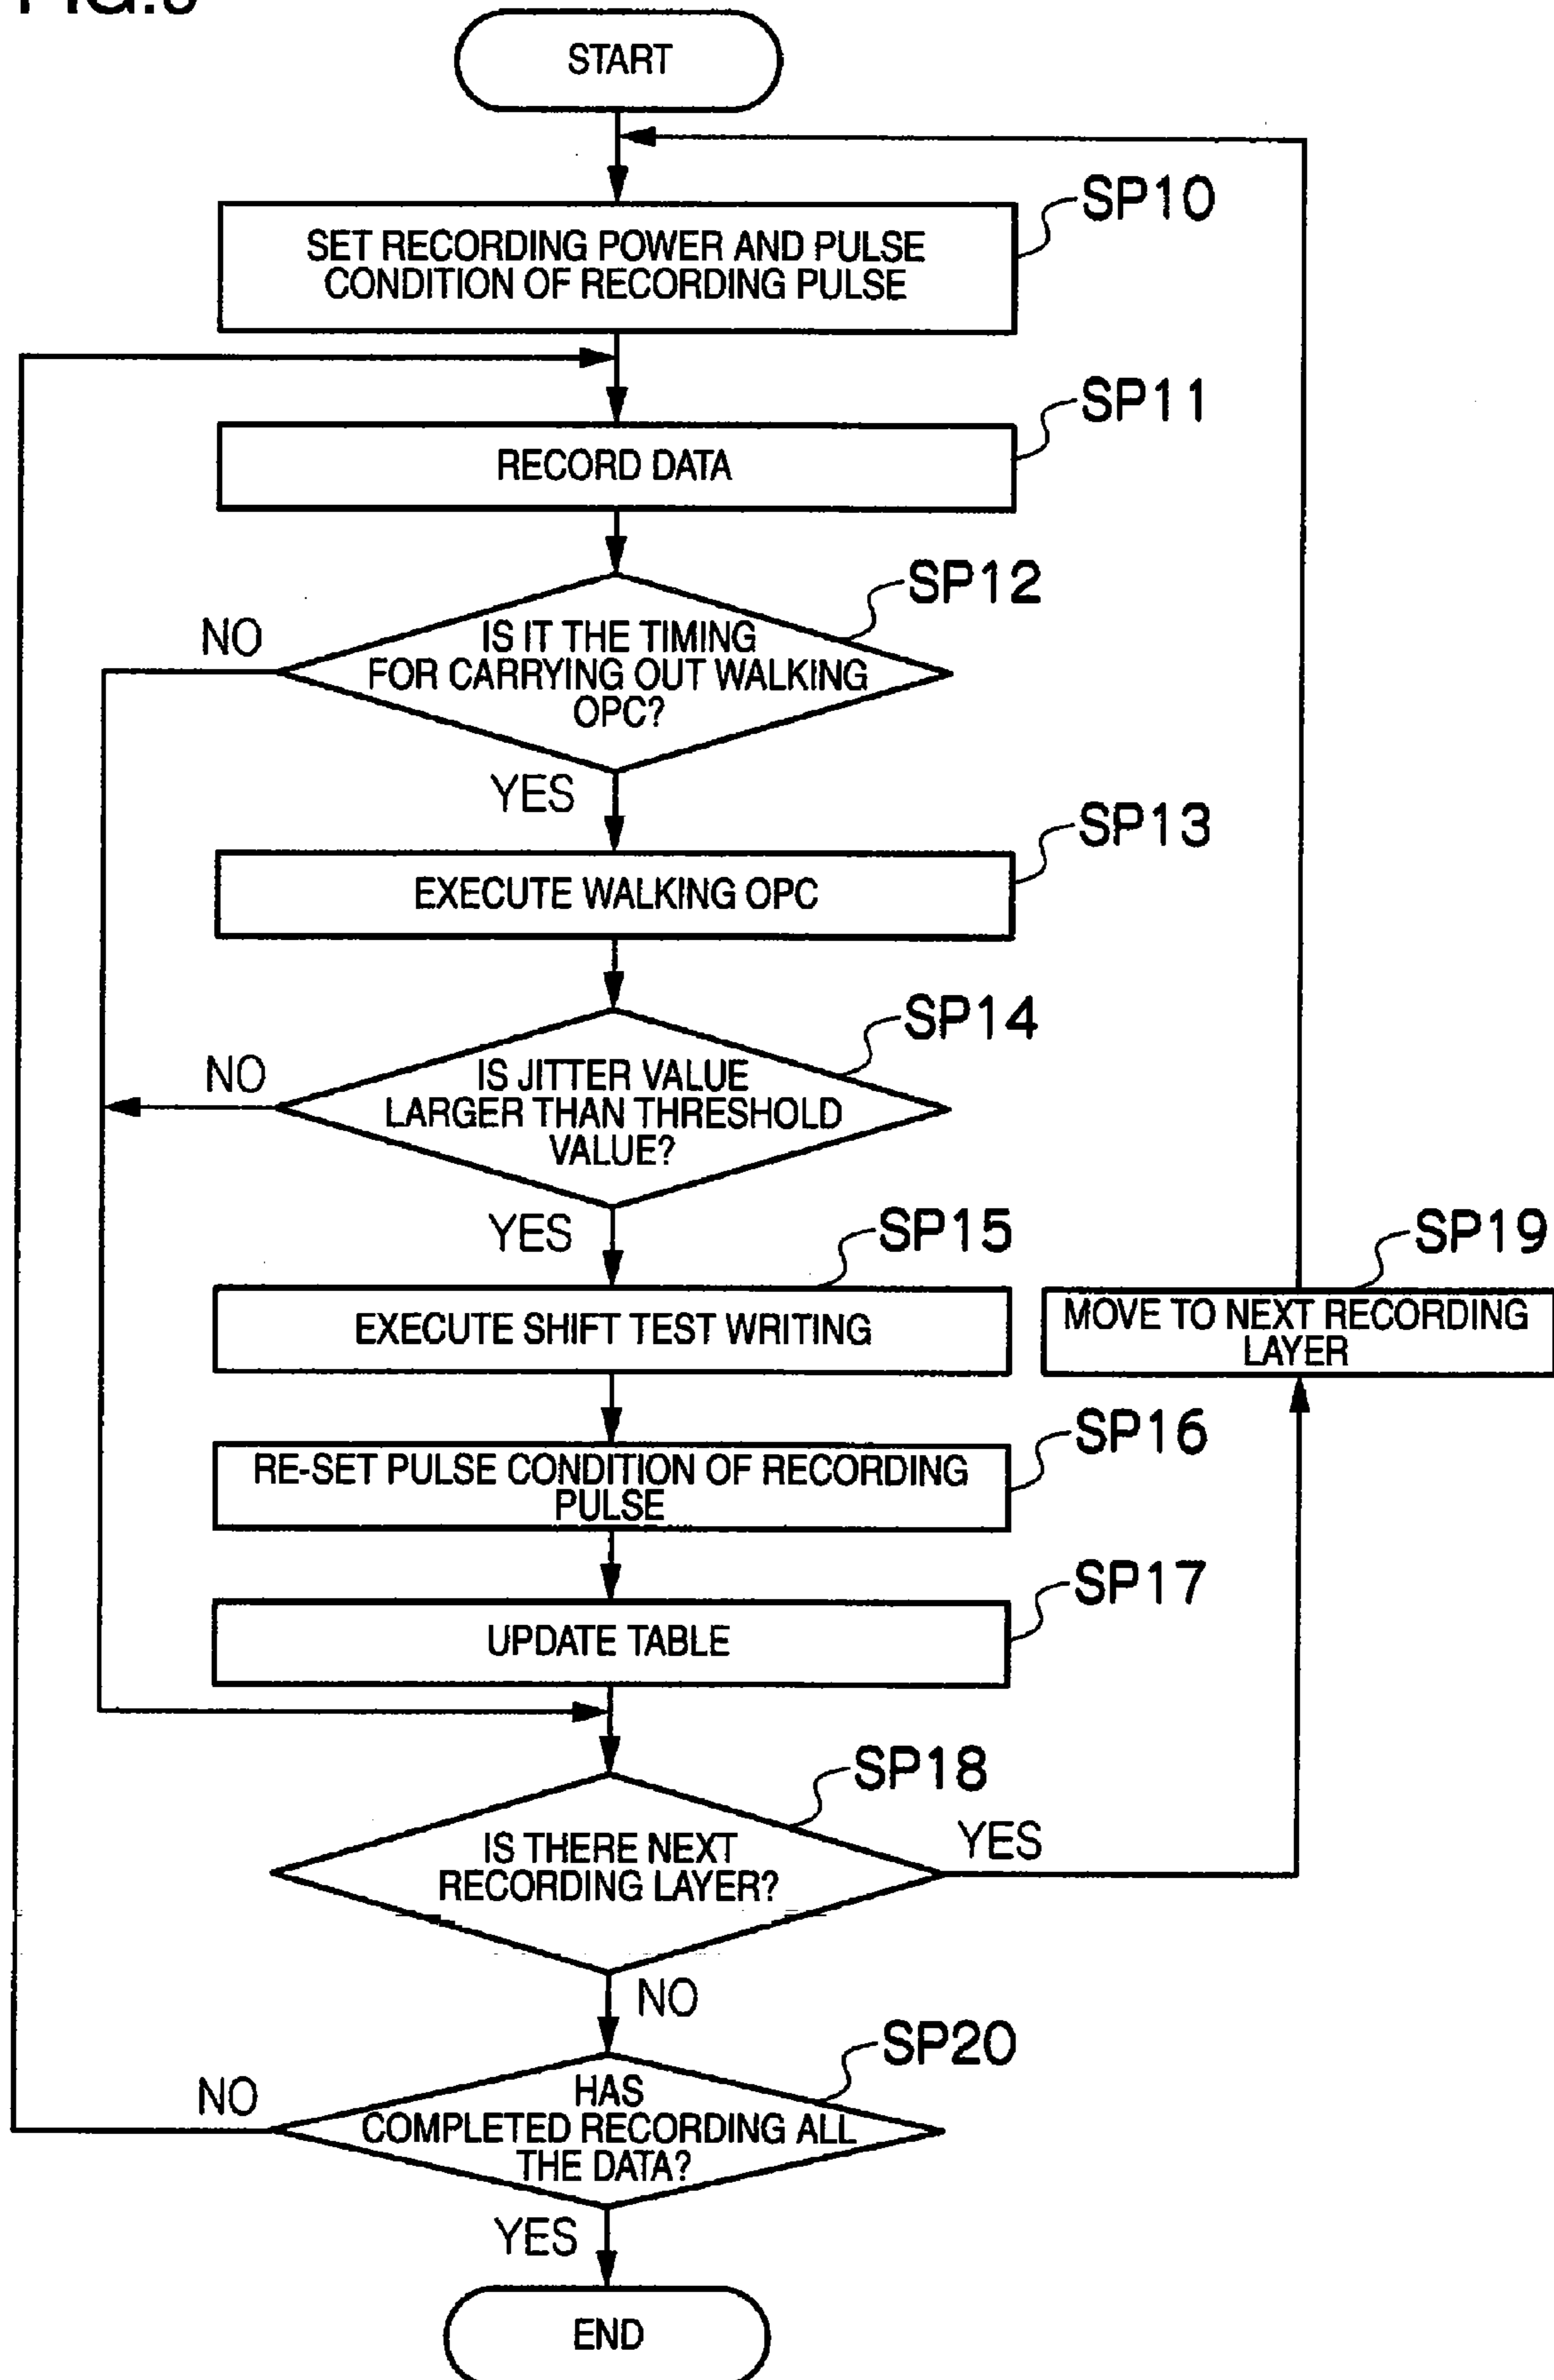 START
SP10
SET RECORDING POWER AND PULSE
CONDITION OF RECORDING PULSE
SP11
RECORD DATA
SP12
NO
IS IT THE TIMING
FOR CARRYING OUT WALKING
OPC?
YES
SP13
EXECUTE WALKING OPC
SP14
NO
IS JITTER VALUE
LARGER THAN THRESHOLD
VALUE?
YES
SP15
EXECUTE SHIFT TEST WRITING
SP19
MOVE TO NEXT RECORDING
LAYER
SP16
RE-SET PULSE CONDITION OF RECORDING
PULSE
SP17
UPDATE TABLE
SP18
IS THERE NEXT
RECORDING LAYER?
YES
NO
SP20
NO
HAS
COMPLETED RECORDING ALL
THE DATA?
YES
END